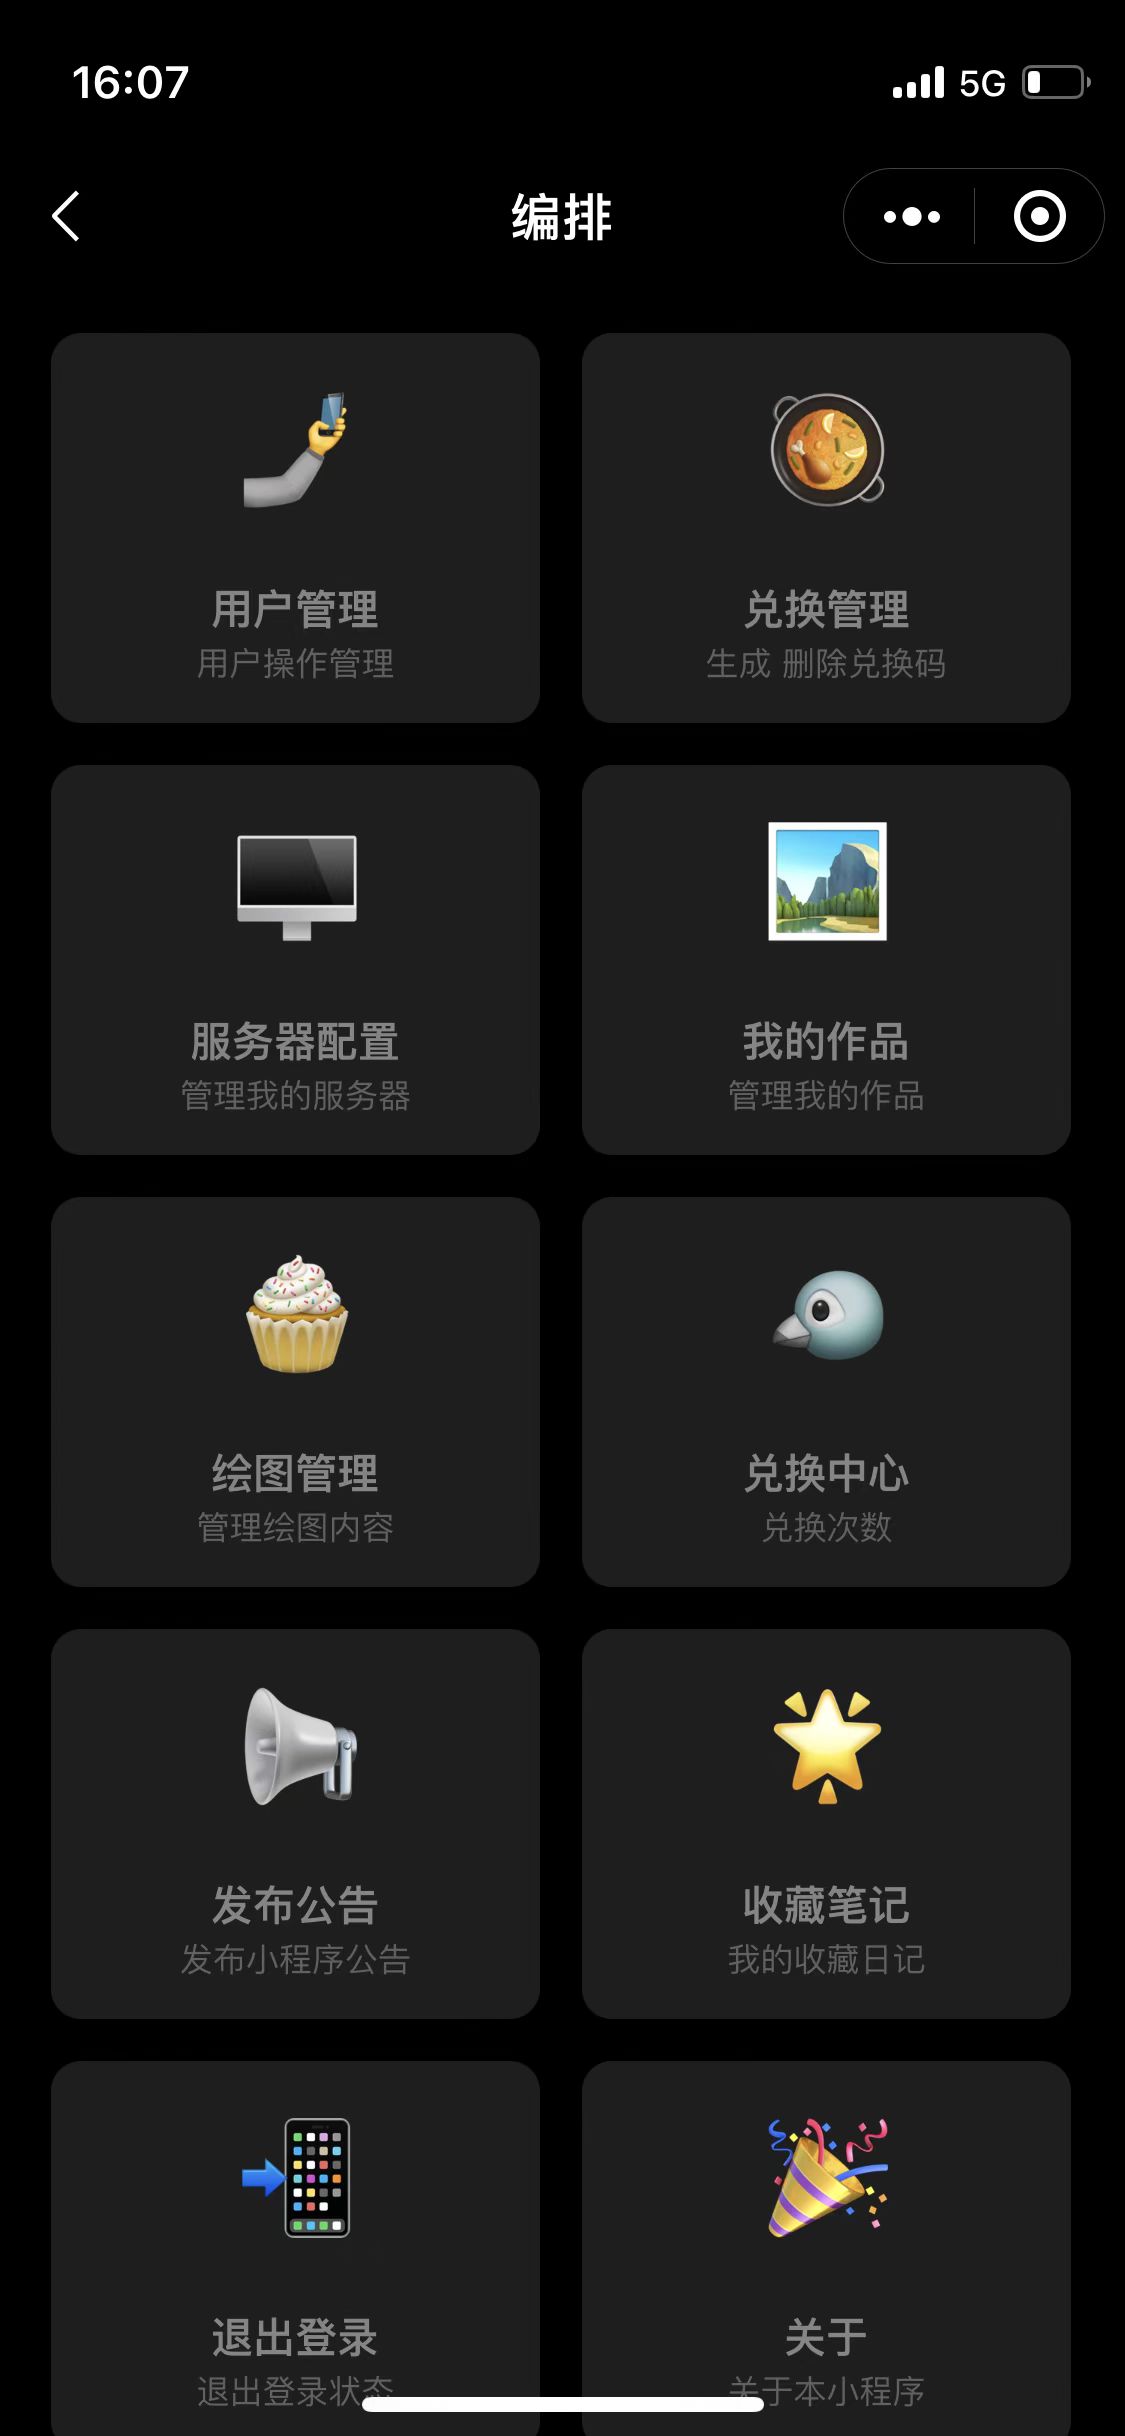 16:07
5G
编排
用户管理
用户操作管理
兑换管理
生成 删除兑换码
服务器配置
管理我的服务器
我的作品
管理我的作品
绘图管理
管理绘图内容
兑换中心
兑换次数
发布公告
发布小程序公告
收藏笔记
我的收藏日记
退出登录
退出登录状态
关于
关于本小程序